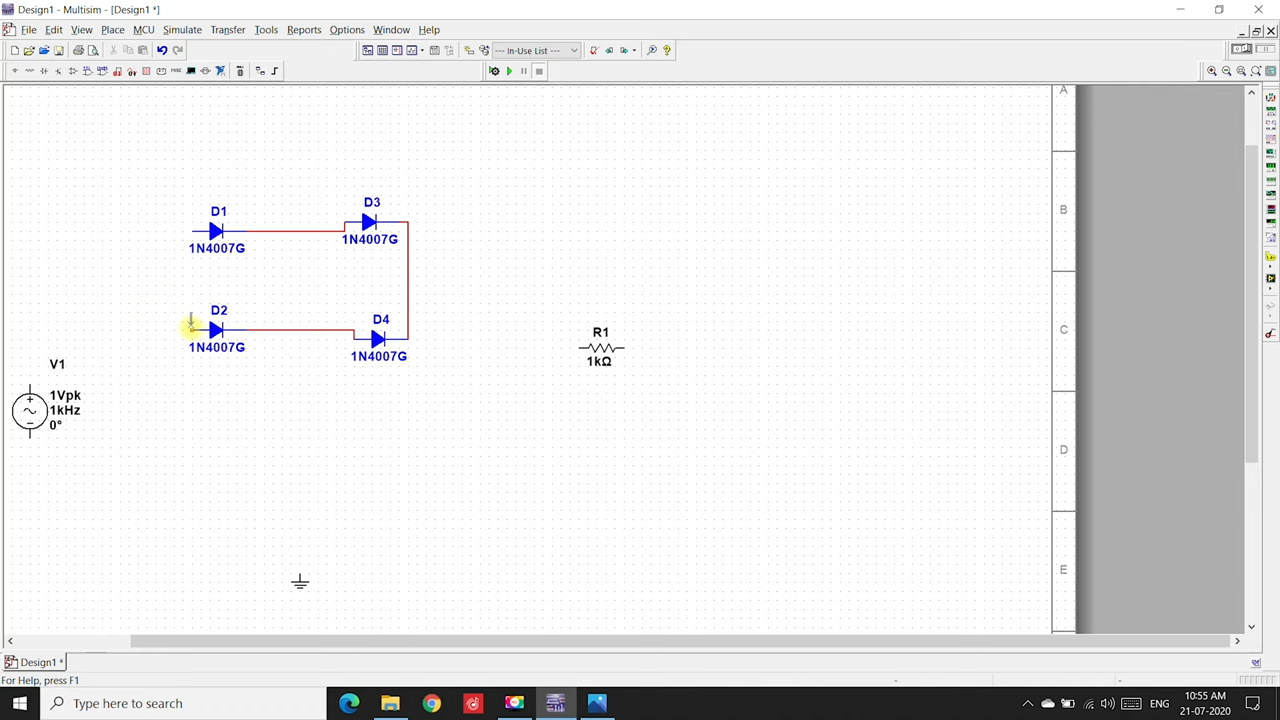 Design1 * - Multisim - [Design1 *]
File Edit View Place MCU Simulate Transfer Tools Reports Options Window Help
--- In-Use List ---
A
D3
D1
B
1N4007G
1N4007G
D2
D4
R1
C
1N4007G
1N4007G
1kΩ
V1
1Vpk
1kHz
0°
D
E
Design1 *
For Help, press F1
Type here to search
ENG
10:55 AM
21-07-2020